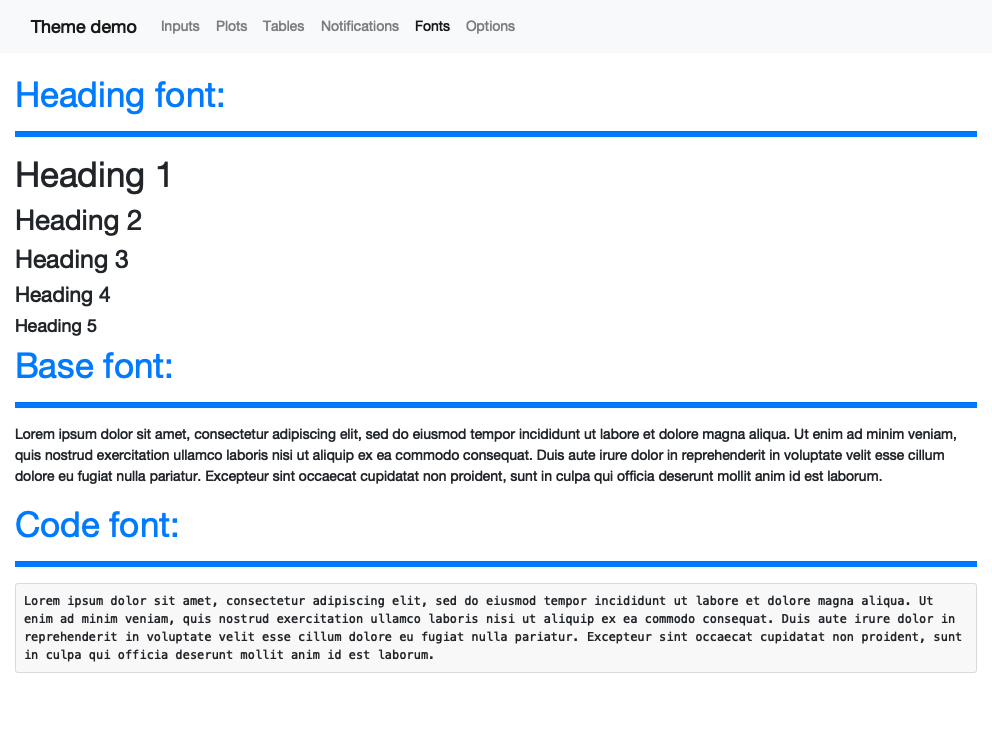 Theme demo Inputs Plots Tables Notifications Fonts Options
Heading font:
Heading 1
Heading 2
Heading 3
Heading 4
Heading 5
Base font:
Lorem ipsum dolor sit amet, consectetur adipiscing elit, sed do eiusmod tempor incididunt ut labore et dolore magna aliqua. Ut enim ad minim veniam,
quis nostrud exercitation ullamco laboris nisi ut aliquip ex ea commodo consequat. Duis aute irure dolor in reprehenderit in voluptate velit esse cillum
dolore eu fugiat nulla pariatur. Excepteur sint occaecat cupidatat non proident, sunt in culpa qui officia deserunt mollit anim id est laborum.
Code font:
Lorem ipsum dolor sit amet, consectetur adipiscing elit, sed do eiusmod tempor incididunt ut labore et dolore magna aliqua. Ut
enim ad minim veniam, quis nostrud exercitation ullamco laboris nisi ut aliquip ex ea commodo consequat. Duis aute irure dolor in
reprehenderit in voluptate velit esse cillum dolore eu fugiat nulla pariatur. Excepteur sint occaecat cupidatat non proident, sunt
in culpa qui officia deserunt mollit anim id est laborum.